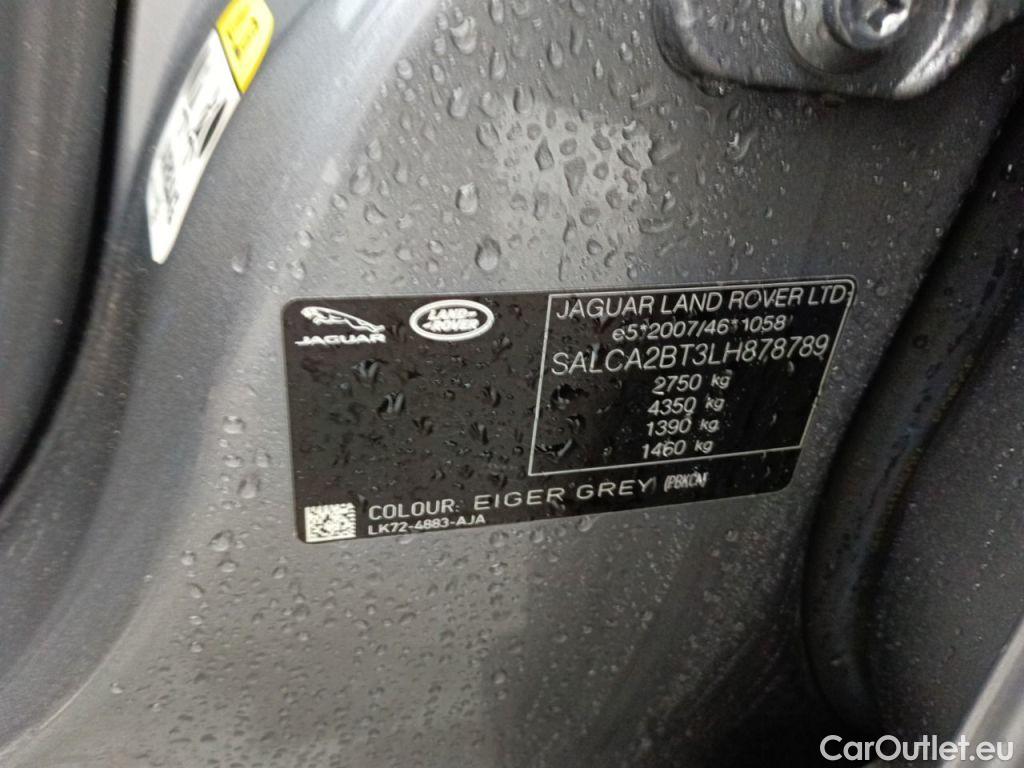 JAGUAR
LAND ROVER
JAGUAR LAND ROVER LTD
e5*2007/46*1058
SALCA2BT3LH878789
2750 kg
4350 kg
1390 kg
1460 kg
COLOUR: EIGER GREY (PBKCA)
LK72-4883-AJA
CarOutlet.eu